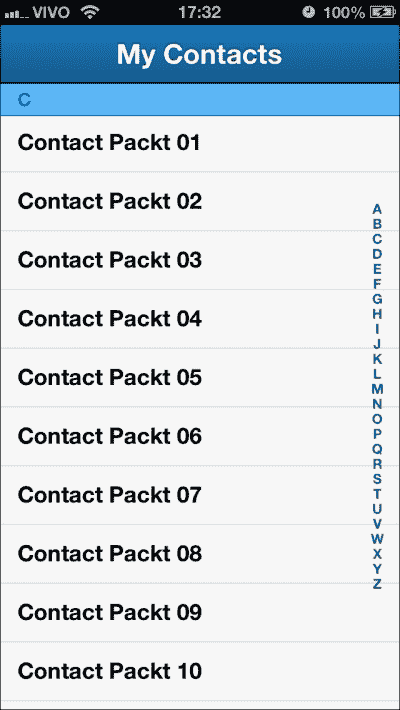 VIVO 17:32 100%
My Contacts
C
Contact Packt 01
Contact Packt 02
Contact Packt 03
Contact Packt 04
Contact Packt 05
Contact Packt 06
Contact Packt 07
Contact Packt 08
Contact Packt 09
Contact Packt 10
A
B
C
D
E
F
G
H
I
J
K
L
M
N
O
P
Q
R
S
T
U
V
W
X
Y
Z